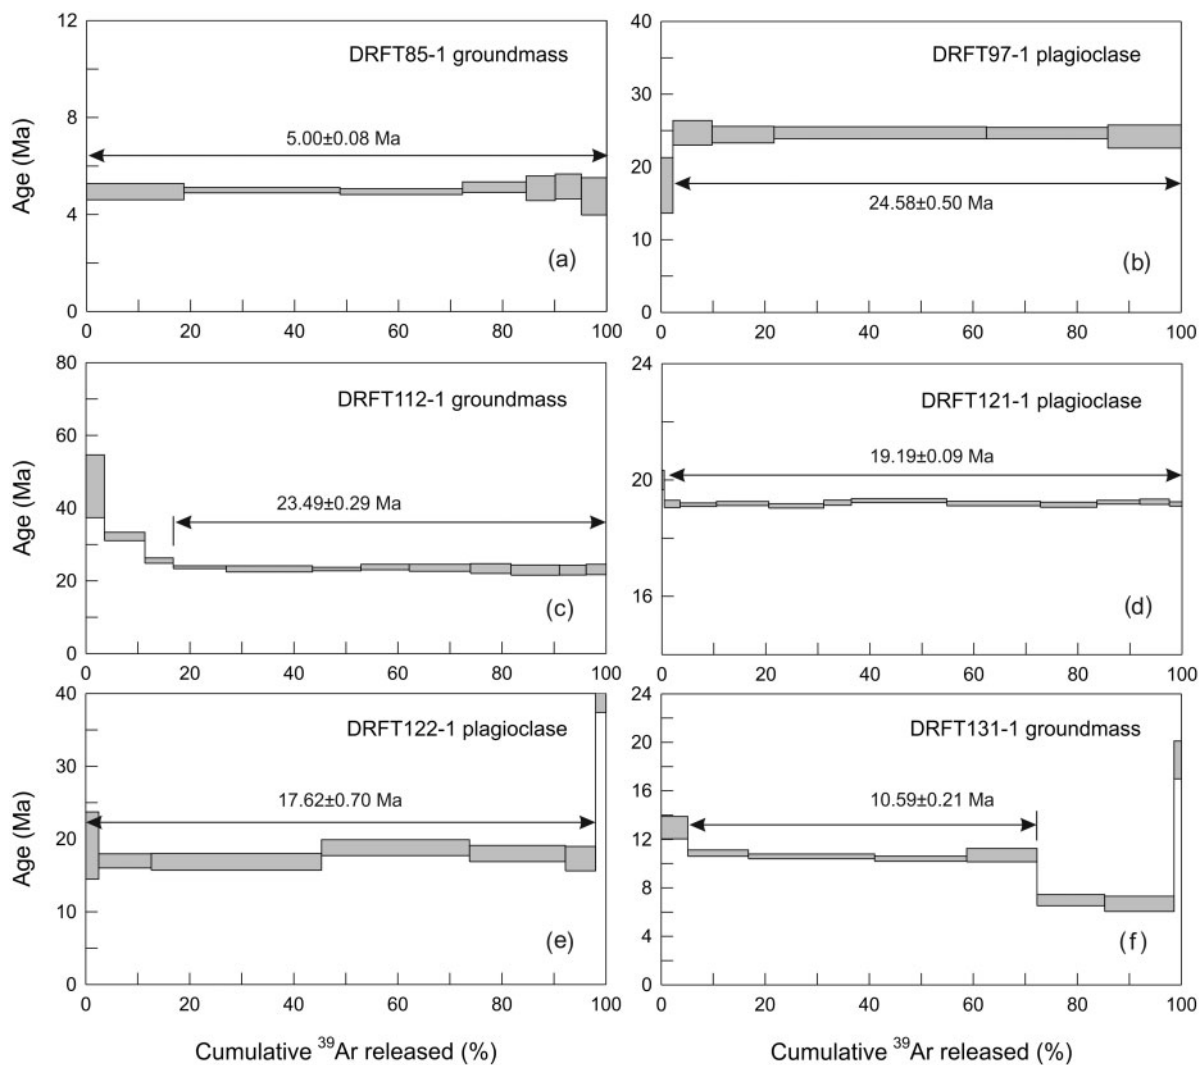 12
8
4
0
Age (Ma)
DRFT85-1 groundmass
5.00±0.08 Ma
(a)
0 20 40 60 80 100
40
30
20
10
0
DRFT97-1 plagioclase
24.58±0.50 Ma
(b)
0 20 40 60 80 100
80
60
40
20
0
Age (Ma)
DRFT112-1 groundmass
23.49±0.29 Ma
(c)
0 20 40 60 80 100
24
20
16
DRFT121-1 plagioclase
19.19±0.09 Ma
(d)
0 20 40 60 80 100
40
30
20
10
0
Age (Ma)
DRFT122-1 plagioclase
17.62±0.70 Ma
(e)
0 20 40 60 80 100
Cumulative ³⁹Ar released (%)
24
20
16
12
8
4
0
DRFT131-1 groundmass
10.59±0.21 Ma
(f)
0 20 40 60 80 100
Cumulative ³⁹Ar released (%)